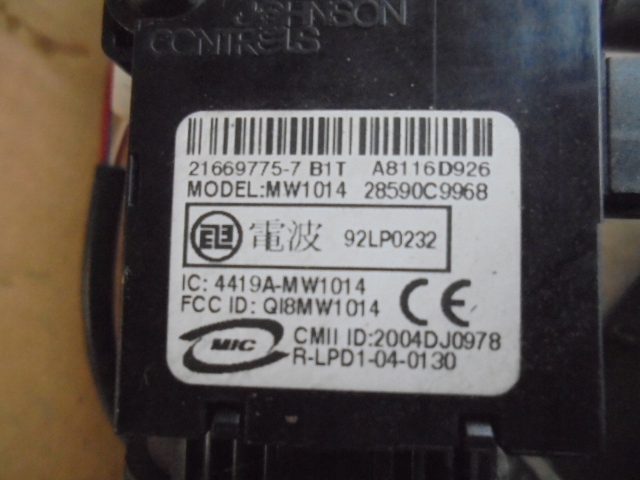 JOHNSON
CONTROLS
21669775-7 B1T A8116D926
MODEL:MW1014 28590C9968
電波 92LP0232
IC: 4419A-MW1014
FCC ID: QI8MW1014 CE
MIC CMII ID:2004DJ0978
R-LPD1-04-0130